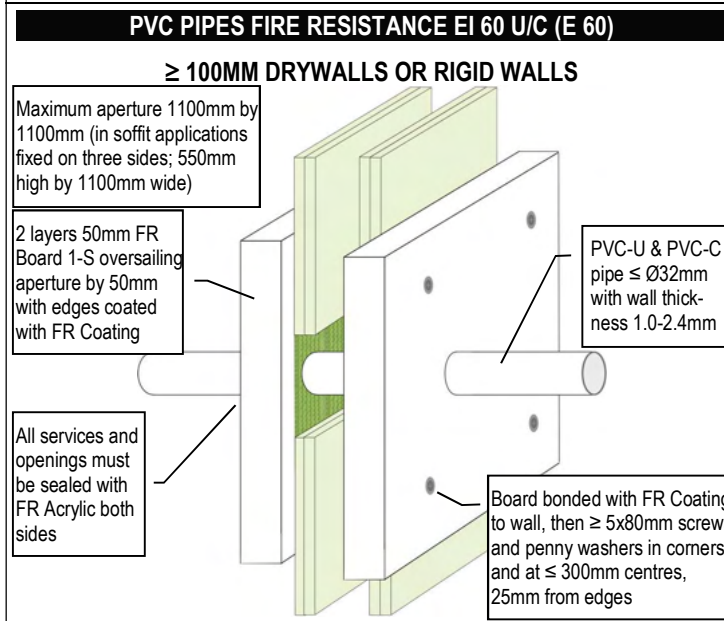 PVC PIPES FIRE RESISTANCE EI 60 U/C (E 60)
≥ 100MM DRYWALLS OR RIGID WALLS
Maximum aperture 1100mm by
1100mm (in soffit applications
fixed on three sides; 550mm
high by 1100mm wide)
2 layers 50mm FR
Board 1-S oversailing
aperture by 50mm
with edges coated
with FR Coating
PVC-U & PVC-C
pipe ≤ Ø32mm
with wall thick-
ness 1.0-2.4mm
All services and
openings must
be sealed with
FR Acrylic both
sides
Board bonded with FR Coating
to wall, then ≥ 5x80mm screw
and penny washers in corners
and at ≤ 300mm centres,
25mm from edges